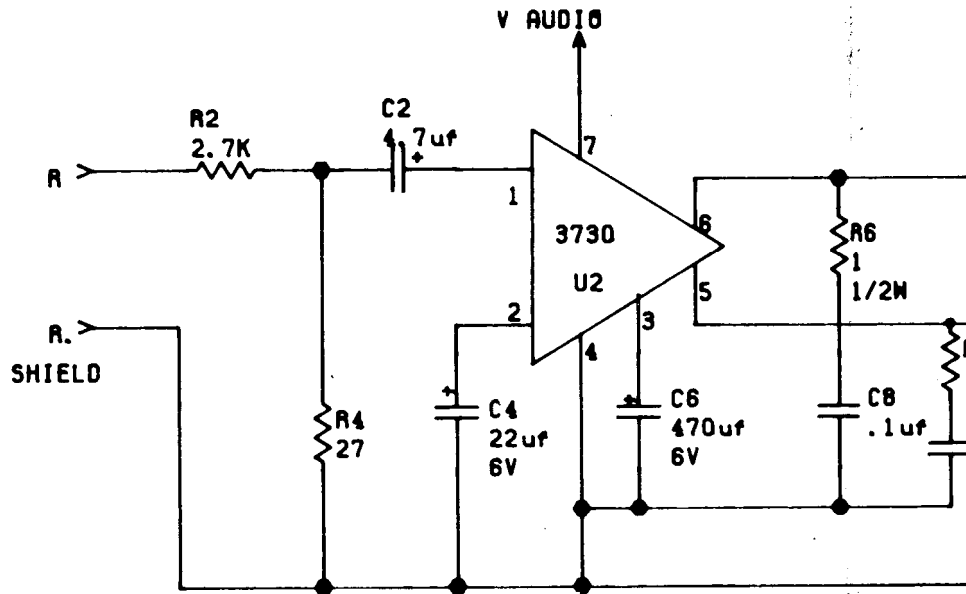 V AUDIO
R2
2.7K
C2
4.7uf
+
R
7
1
3730
U2
6
5
R6
1
1/2W
2
3
4
R.
SHIELD
+
C4
22uf
6V
R4
27
+
C6
470uf
6V
C8
.1uf